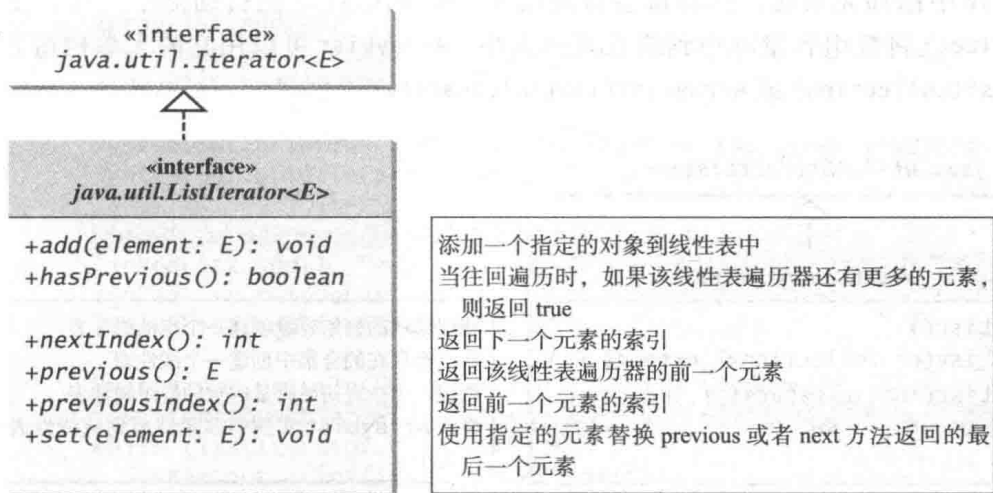 «interface»
java.util.Iterator<E>
«interface»
java.util.ListIterator<E>
+add(element: E): void
添加一个指定的对象到线性表中
+hasPrevious(): boolean
当往回遍历时，如果该线性表遍历器还有更多的元素，
则返回 true
+nextIndex(): int
返回下一个元素的索引
+previous(): E
返回该线性表遍历器的前一个元素
+previousIndex(): int
返回前一个元素的索引
+set(element: E): void
使用指定的元素替换 previous 或者 next 方法返回的最
后一个元素